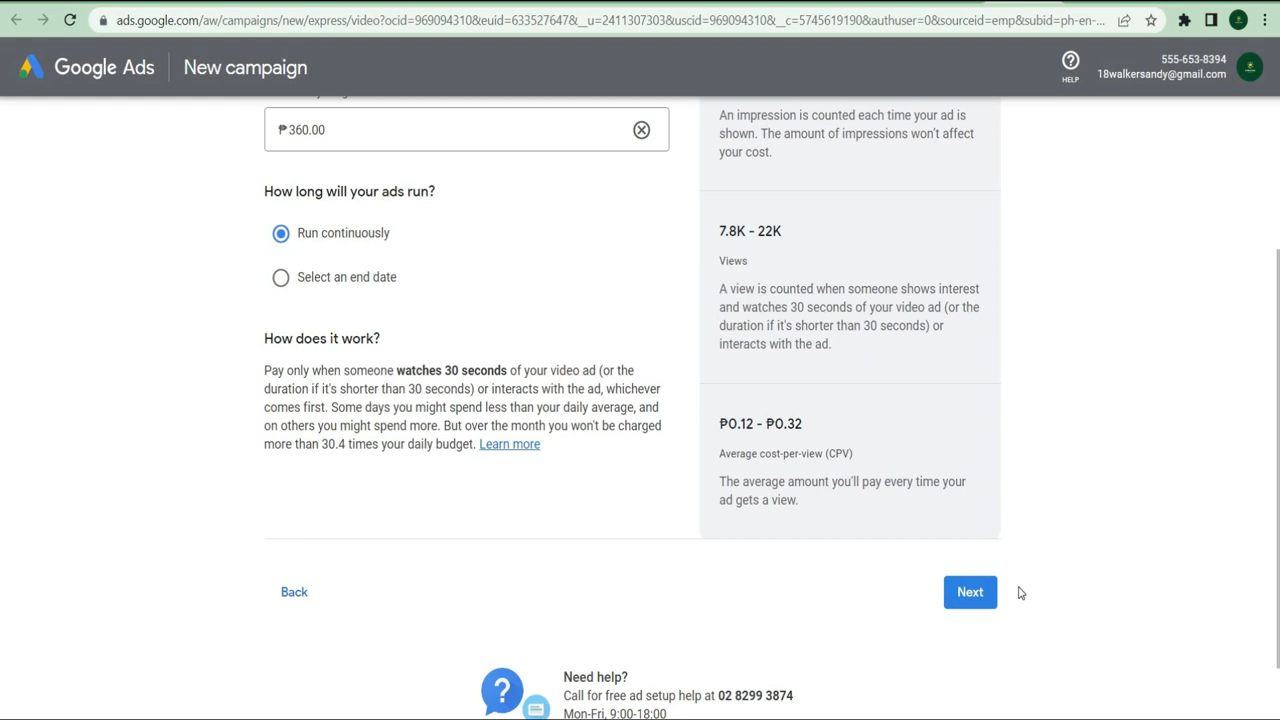 ads.google.com/aw/campaigns/new/express/video?ocid=969094310&euid=633527647&__u=2411307303&uscid=969094310&__c=5745619190&authuser=0&sourceid=emp&subid=ph-en-...
Google Ads
New campaign
HELP
555-653-8394
18walkersandy@gmail.com
₱360.00
How long will your ads run?
Run continuously
Select an end date
How does it work?
Pay only when someone watches 30 seconds of your video ad (or the
duration if it's shorter than 30 seconds) or interacts with the ad, whichever
comes first. Some days you might spend less than your daily average, and
on others you might spend more. But over the month you won't be charged
more than 30.4 times your daily budget. Learn more
An impression is counted each time your ad is
shown. The amount of impressions won't affect
your cost.
7.8K - 22K
Views
A view is counted when someone shows interest
and watches 30 seconds of your video ad (or the
duration if it's shorter than 30 seconds) or
interacts with the ad.
₱0.12 - ₱0.32
Average cost-per-view (CPV)
The average amount you'll pay every time your
ad gets a view.
Back
Next
Need help?
Call for free ad setup help at 02 8299 3874
Mon-Fri, 9:00-18:00